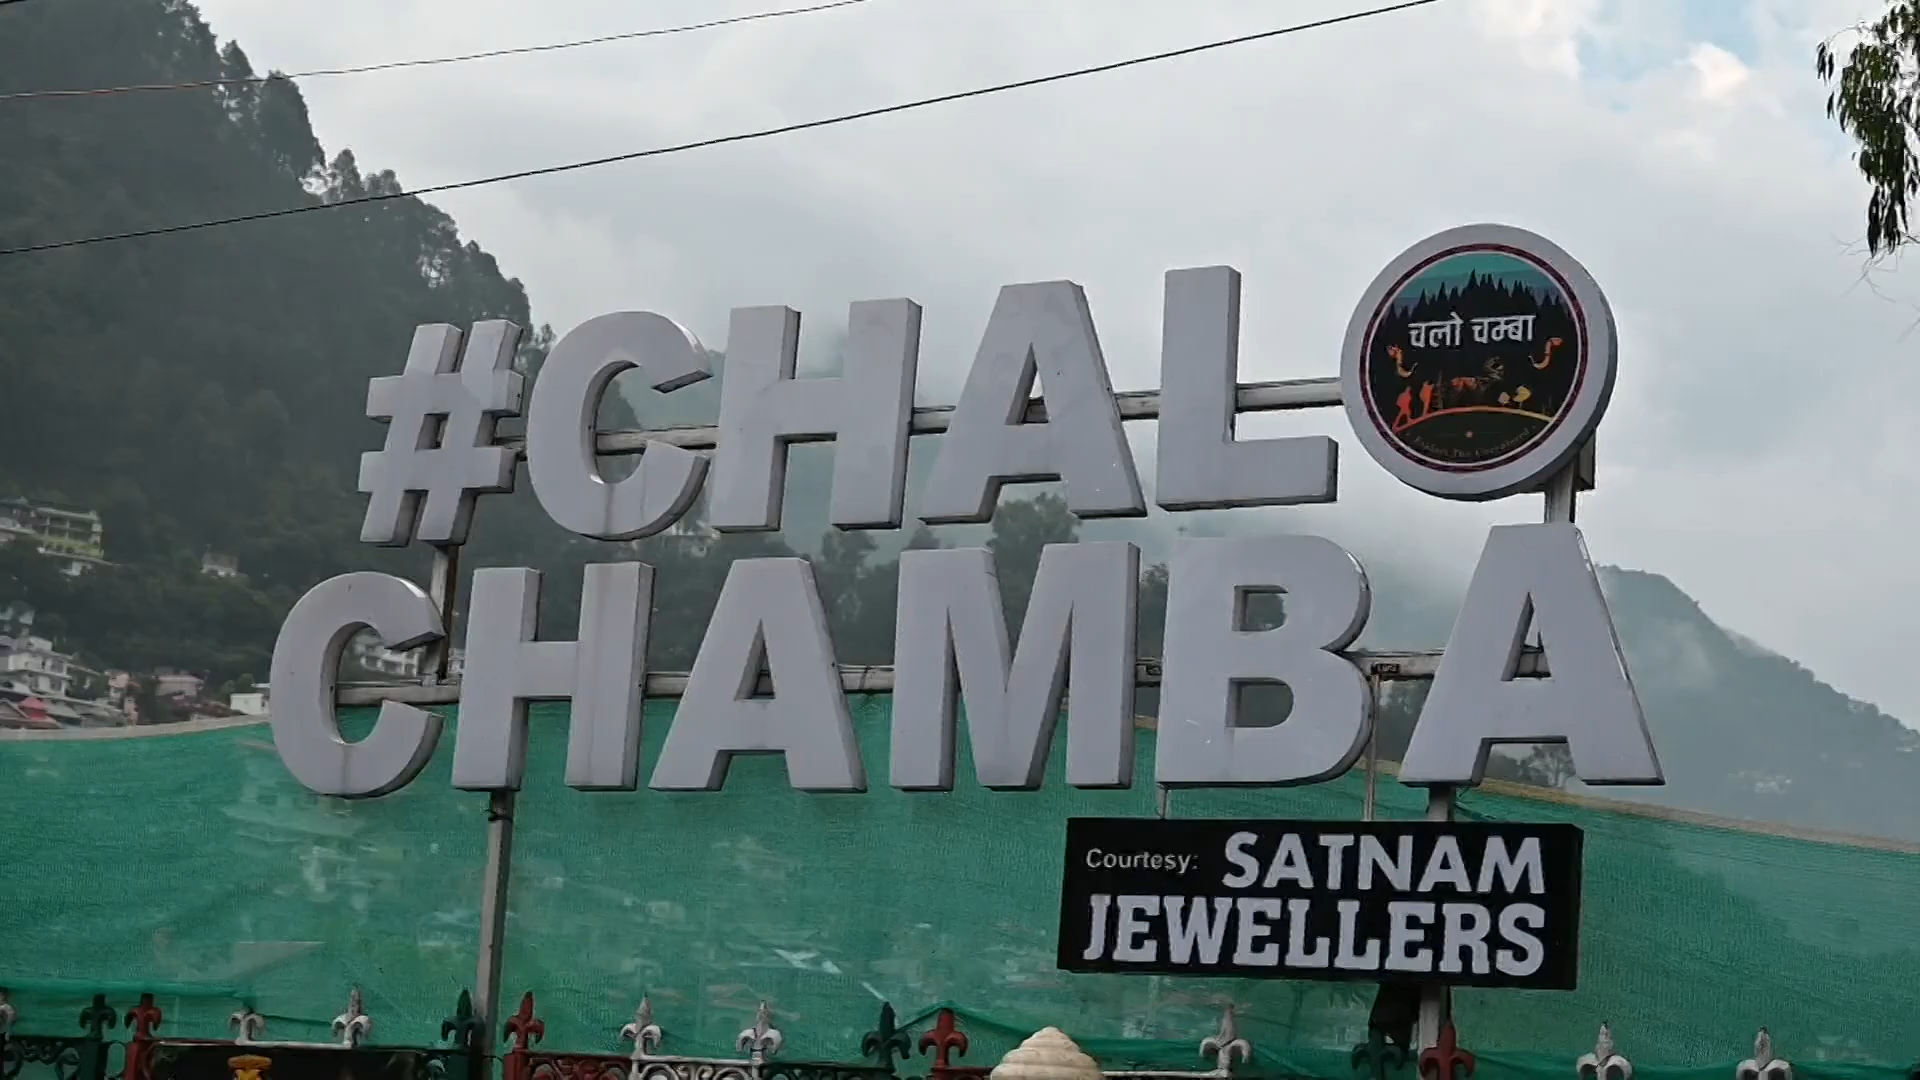 #CHAL
चलो चम्बा
CHAMBA
Courtesy: SATNAM
JEWELLERS